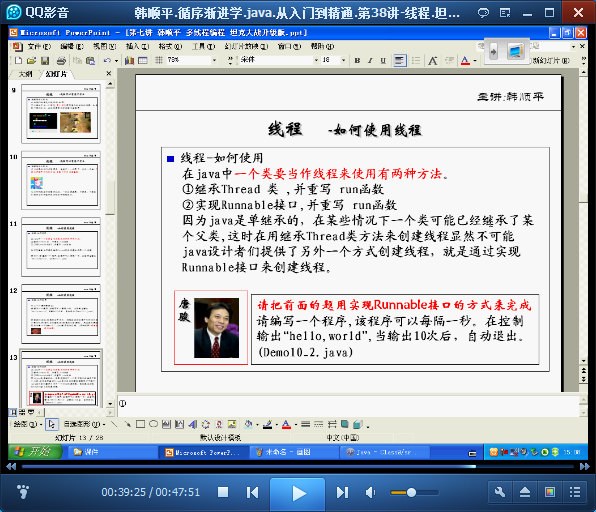 QQ影音
韩顺平.循序渐进学.java.从入门到精通.第38讲-线程.坦...
Microsoft PowerPoint - [第七讲 韩顺平 多线程编程 坦克大战升级版.ppt]
文件(F) 编辑(E) 视图(V) 插入(I) 格式(O) 工具(T) 幻灯片放映(D) 窗口(W) 帮助(H)
78% 宋体 18 B I U S
大纲 幻灯片
9
10
11
12
13
主讲:韩顺平
线程 -如何使用线程
线程-如何使用
在java中一个类要当作线程来使用有两种方法。
①继承Thread 类 ,并重写 run函数
②实现Runnable接口,并重写 run函数
因为java是单继承的，在某些情况下一个类可能已经继承了某
个父类,这时在用继承Thread类方法来创建线程显然不可能
java设计者们提供了另外一个方式创建线程，就是通过实现
Runnable接口来创建线程。
唐骏
请把前面的题用实现Runnable接口的方式来完成
请编写一个程序,该程序可以每隔一秒。在控制
输出“hello,world”,当输出10次后，自动退出。
(Demo10_2.java)
①
绘图(R) 自选图形(U)
幻灯片 13 / 28 默认设计模板 中文(中国)
开始 课件 Microsoft PowerP... 未命名 - 画图 15:08
00:39:25 / 00:47:51